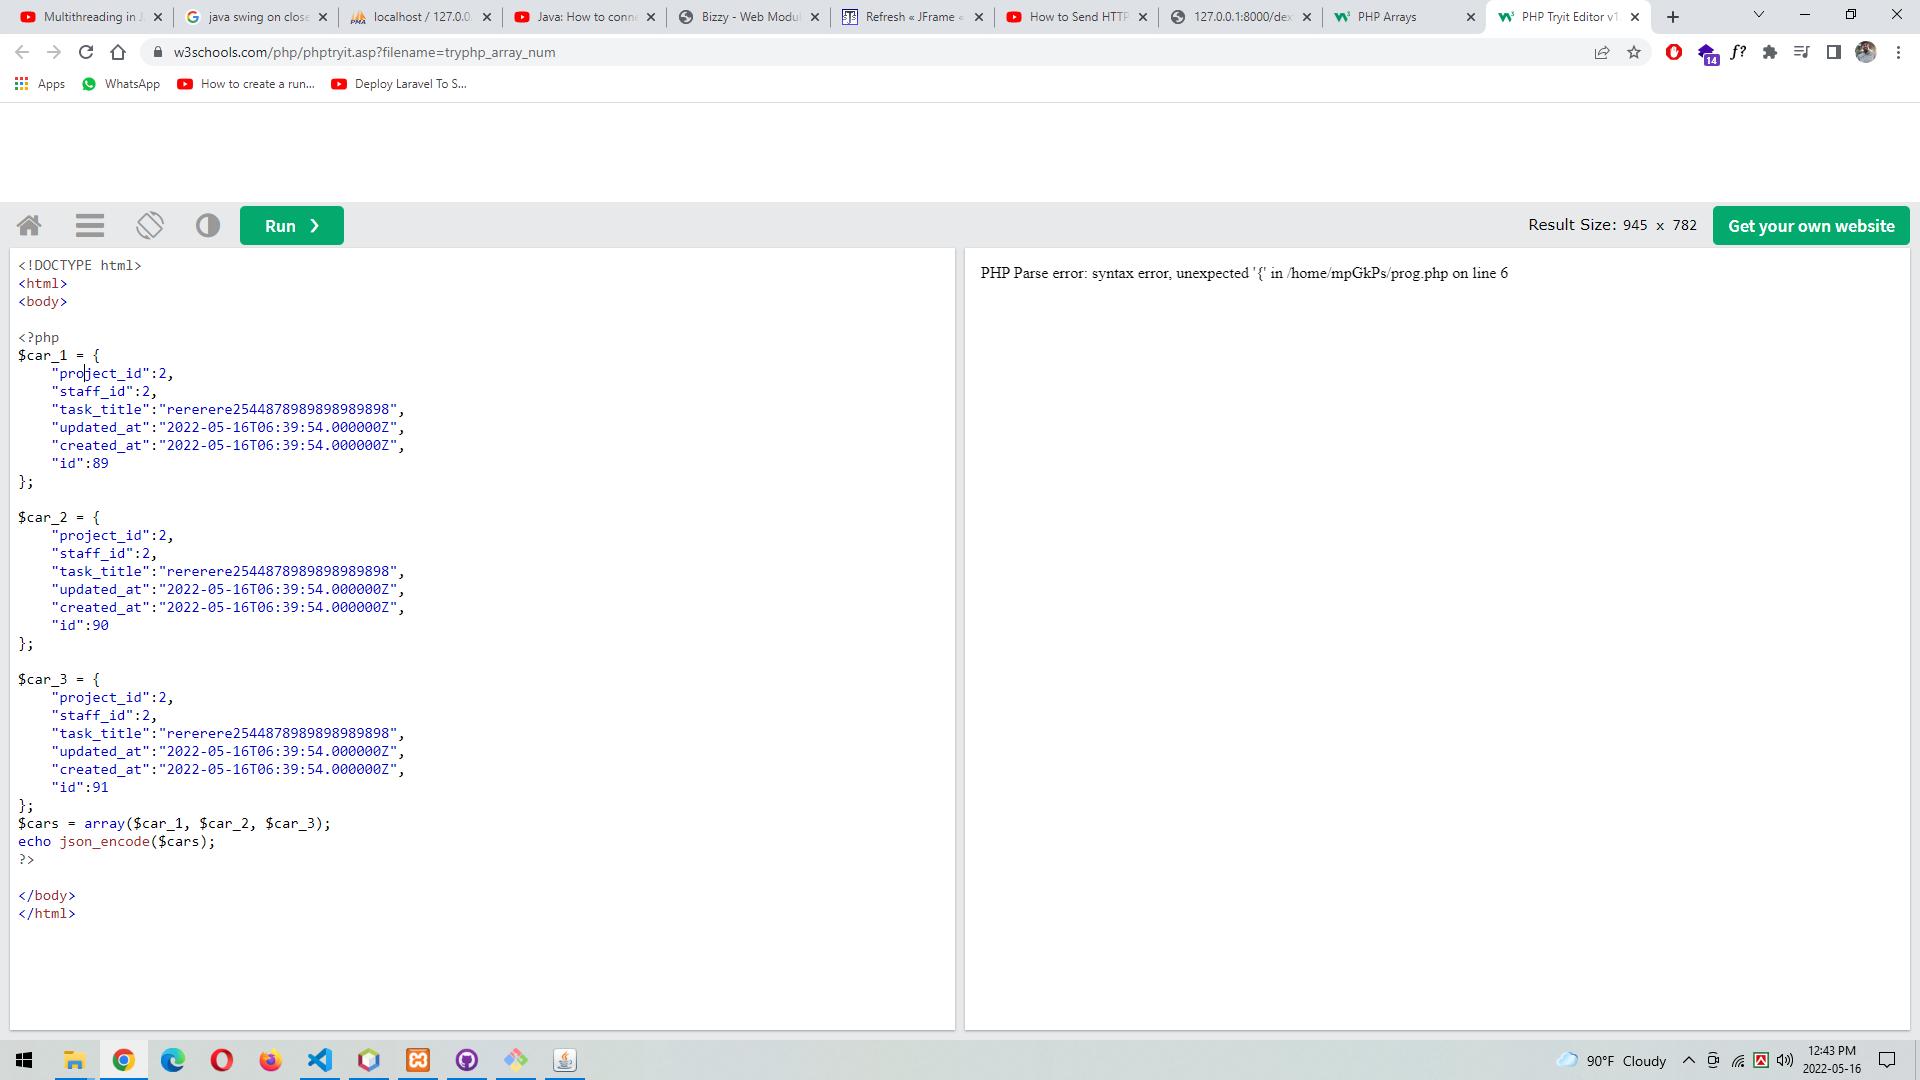 Multithreading in J
java swing on close
localhost / 127.0.0.
Java: How to conne
Bizzy - Web Modul
Refresh « JFrame «
How to Send HTTP
127.0.0.1:8000/dex
PHP Arrays
PHP Tryit Editor v1
w3schools.com/php/phptryit.asp?filename=tryphp_array_num
14
f?
Apps
WhatsApp
How to create a run...
Deploy Laravel To S...
Run ❯
Result Size: 945 x 782
Get your own website
<!DOCTYPE html>
<html>
<body>
<?php
$car_1 = {
"project_id":2,
"staff_id":2,
"task_title":"rererere2544878989898989898",
"updated_at":"2022-05-16T06:39:54.000000Z",
"created_at":"2022-05-16T06:39:54.000000Z",
"id":89
};
$car_2 = {
"project_id":2,
"staff_id":2,
"task_title":"rererere2544878989898989898",
"updated_at":"2022-05-16T06:39:54.000000Z",
"created_at":"2022-05-16T06:39:54.000000Z",
"id":90
};
$car_3 = {
"project_id":2,
"staff_id":2,
"task_title":"rererere2544878989898989898",
"updated_at":"2022-05-16T06:39:54.000000Z",
"created_at":"2022-05-16T06:39:54.000000Z",
"id":91
};
$cars = array($car_1, $car_2, $car_3);
echo json_encode($cars);
?>
</body>
</html>
PHP Parse error: syntax error, unexpected '{' in /home/mpGkPs/prog.php on line 6
90°F Cloudy
12:43 PM
2022-05-16